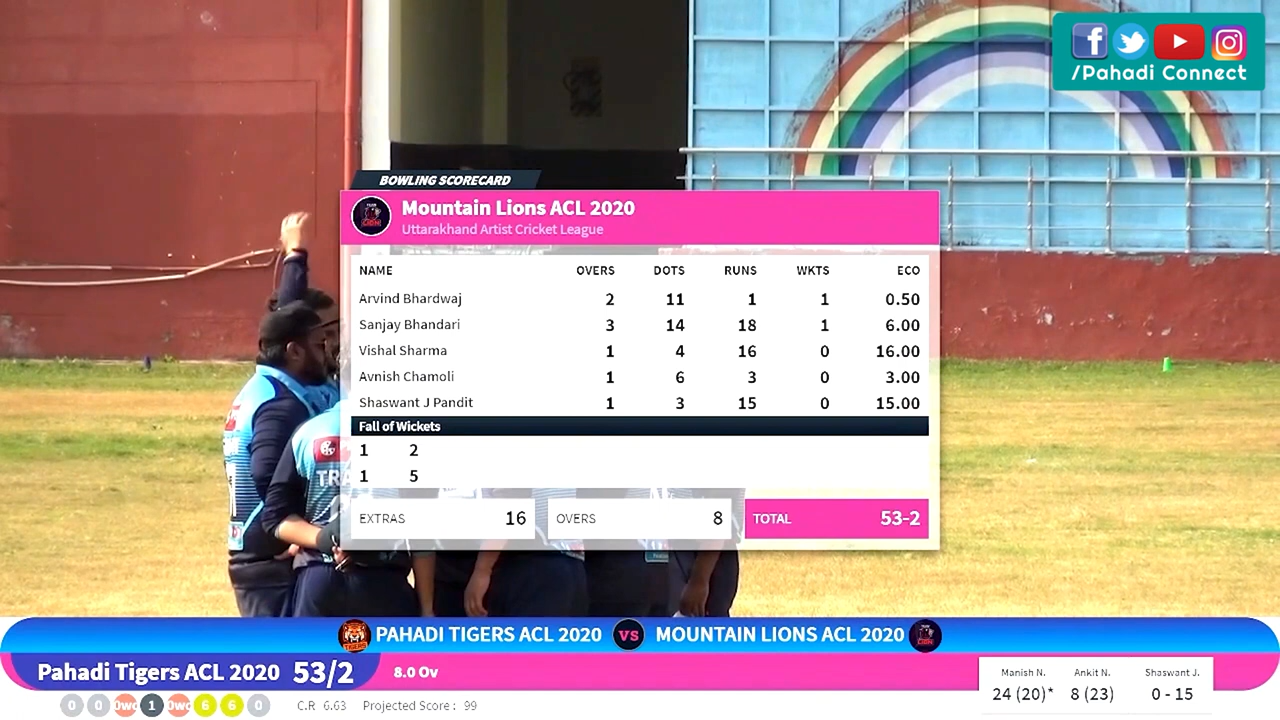 /Pahadi Connect
BOWLING SCORECARD
Mountain Lions ACL 2020
Uttarakhand Artist Cricket League
NAME OVERS DOTS RUNS WKTS ECO
Arvind Bhardwaj 2 11 1 1 0.50
Sanjay Bhandari 3 14 18 1 6.00
Vishal Sharma 1 4 16 0 16.00
Avnish Chamoli 1 6 3 0 3.00
Shaswant J Pandit 1 3 15 0 15.00
Fall of Wickets
1 2
1 5
EXTRAS 16 OVERS 8 TOTAL 53-2
TRA
PAHADI TIGERS ACL 2020 VS MOUNTAIN LIONS ACL 2020
Pahadi Tigers ACL 2020 53/2 8.0 Ov
Manish N. Ankit N. Shaswant J.
24 (20)* 8 (23) 0 - 15
0 0 0wd 1 0wd 6 6 0 C.R 6.63 Projected Score : 99